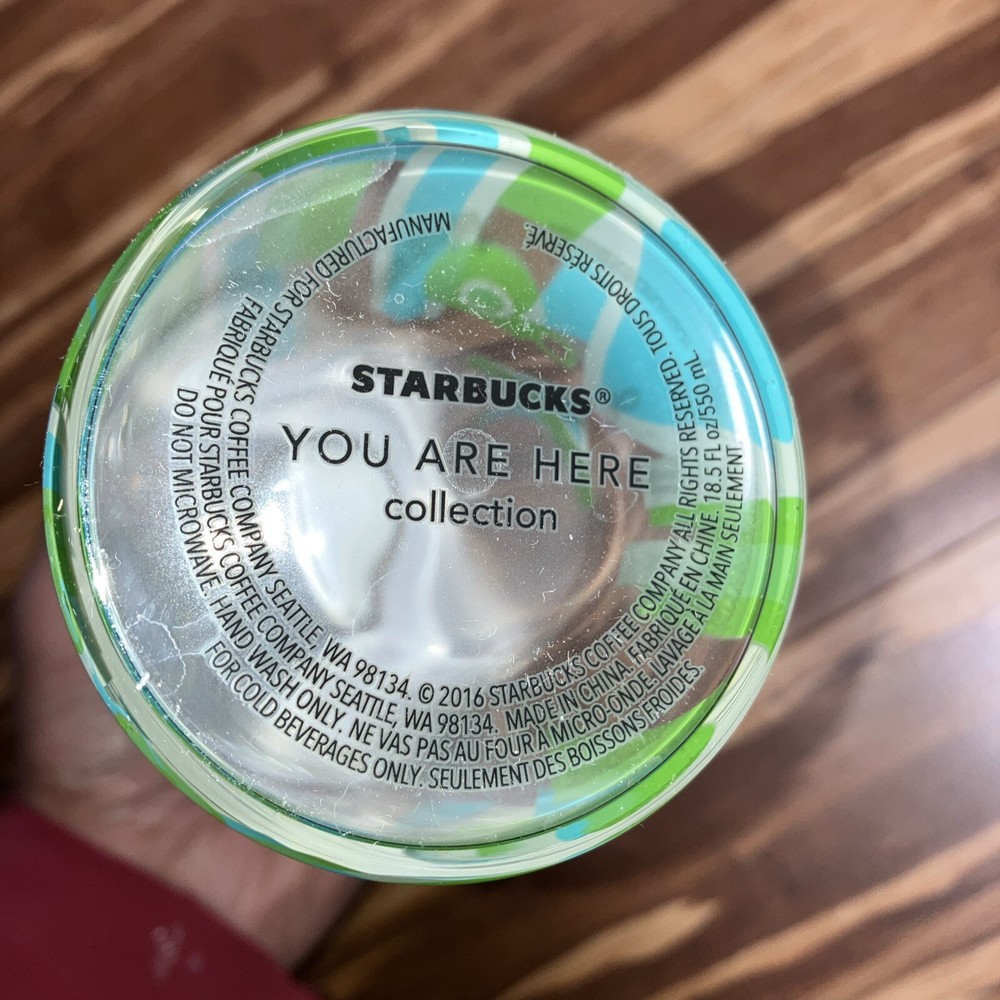 STARBUCKS®
YOU ARE HERE
collection
MANUFACTURED FOR STARBUCKS COFFEE COMPANY SEATTLE, WA 98134. © 2016 STARBUCKS COFFEE COMPANY ALL RIGHTS RESERVED. TOUS DROITS RÉSERVÉ.
FABRIQUÉ POUR STARBUCKS COFFEE COMPANY SEATTLE, WA 98134. MADE IN CHINA. FABRIQUÉ EN CHINE. 18.5 FL oz/550 mL.
DO NOT MICROWAVE. HAND WASH ONLY. NE VAS PAS AU FOUR À MICRO-ONDE. LAVAGE À LA MAIN SEULEMENT
FOR COLD BEVERAGES ONLY. SEULEMENT DES BOISSONS FROIDES.